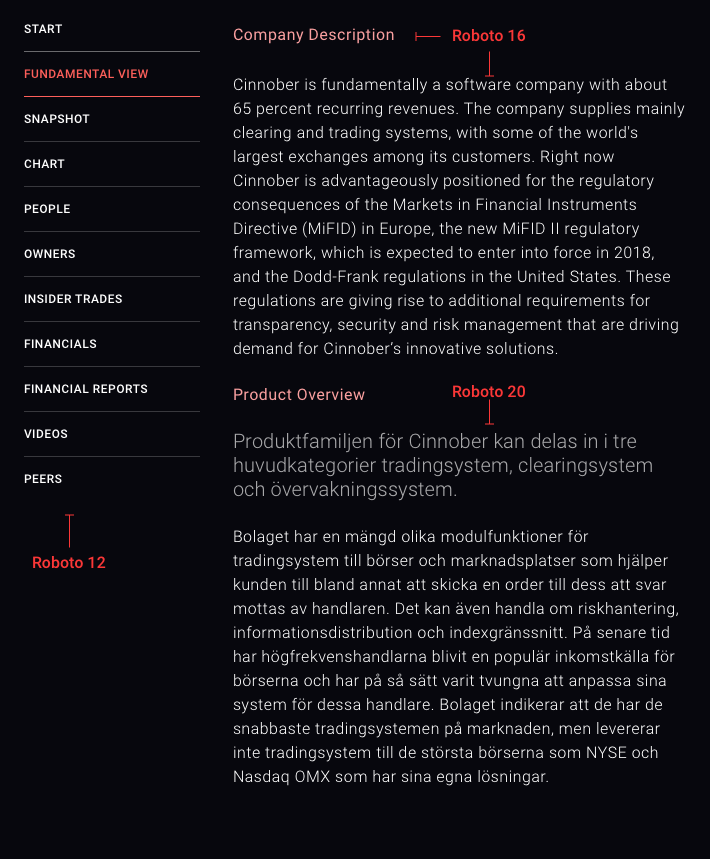 START
FUNDAMENTAL VIEW
SNAPSHOT
CHART
PEOPLE
OWNERS
INSIDER TRADES
FINANCIALS
FINANCIAL REPORTS
VIDEOS
PEERS
Roboto 12
Company Description
Roboto 16
Cinnober is fundamentally a software company with about
65 percent recurring revenues. The company supplies mainly
clearing and trading systems, with some of the world's
largest exchanges among its customers. Right now
Cinnober is advantageously positioned for the regulatory
consequences of the Markets in Financial Instruments
Directive (MiFID) in Europe, the new MiFID II regulatory
framework, which is expected to enter into force in 2018,
and the Dodd-Frank regulations in the United States. These
regulations are giving rise to additional requirements for
transparency, security and risk management that are driving
demand for Cinnober’s innovative solutions.
Product Overview
Roboto 20
Produktfamiljen för Cinnober kan delas in i tre
huvudkategorier tradingsystem, clearingsystem
och övervakningssystem.
Bolaget har en mängd olika modulfunktioner för
tradingsystem till börser och marknadsplatser som hjälper
kunden till bland annat att skicka en order till dess att svar
mottas av handlaren. Det kan även handla om riskhantering,
informationsdistribution och indexgränssnitt. På senare tid
har högfrekvenshandlarna blivit en populär inkomstkälla för
börserna och har på så sätt varit tvungna att anpassa sina
system för dessa handlare. Bolaget indikerar att de har de
snabbaste tradingsystemen på marknaden, men levererar
inte tradingsystem till de största börserna som NYSE och
Nasdaq OMX som har sina egna lösningar.